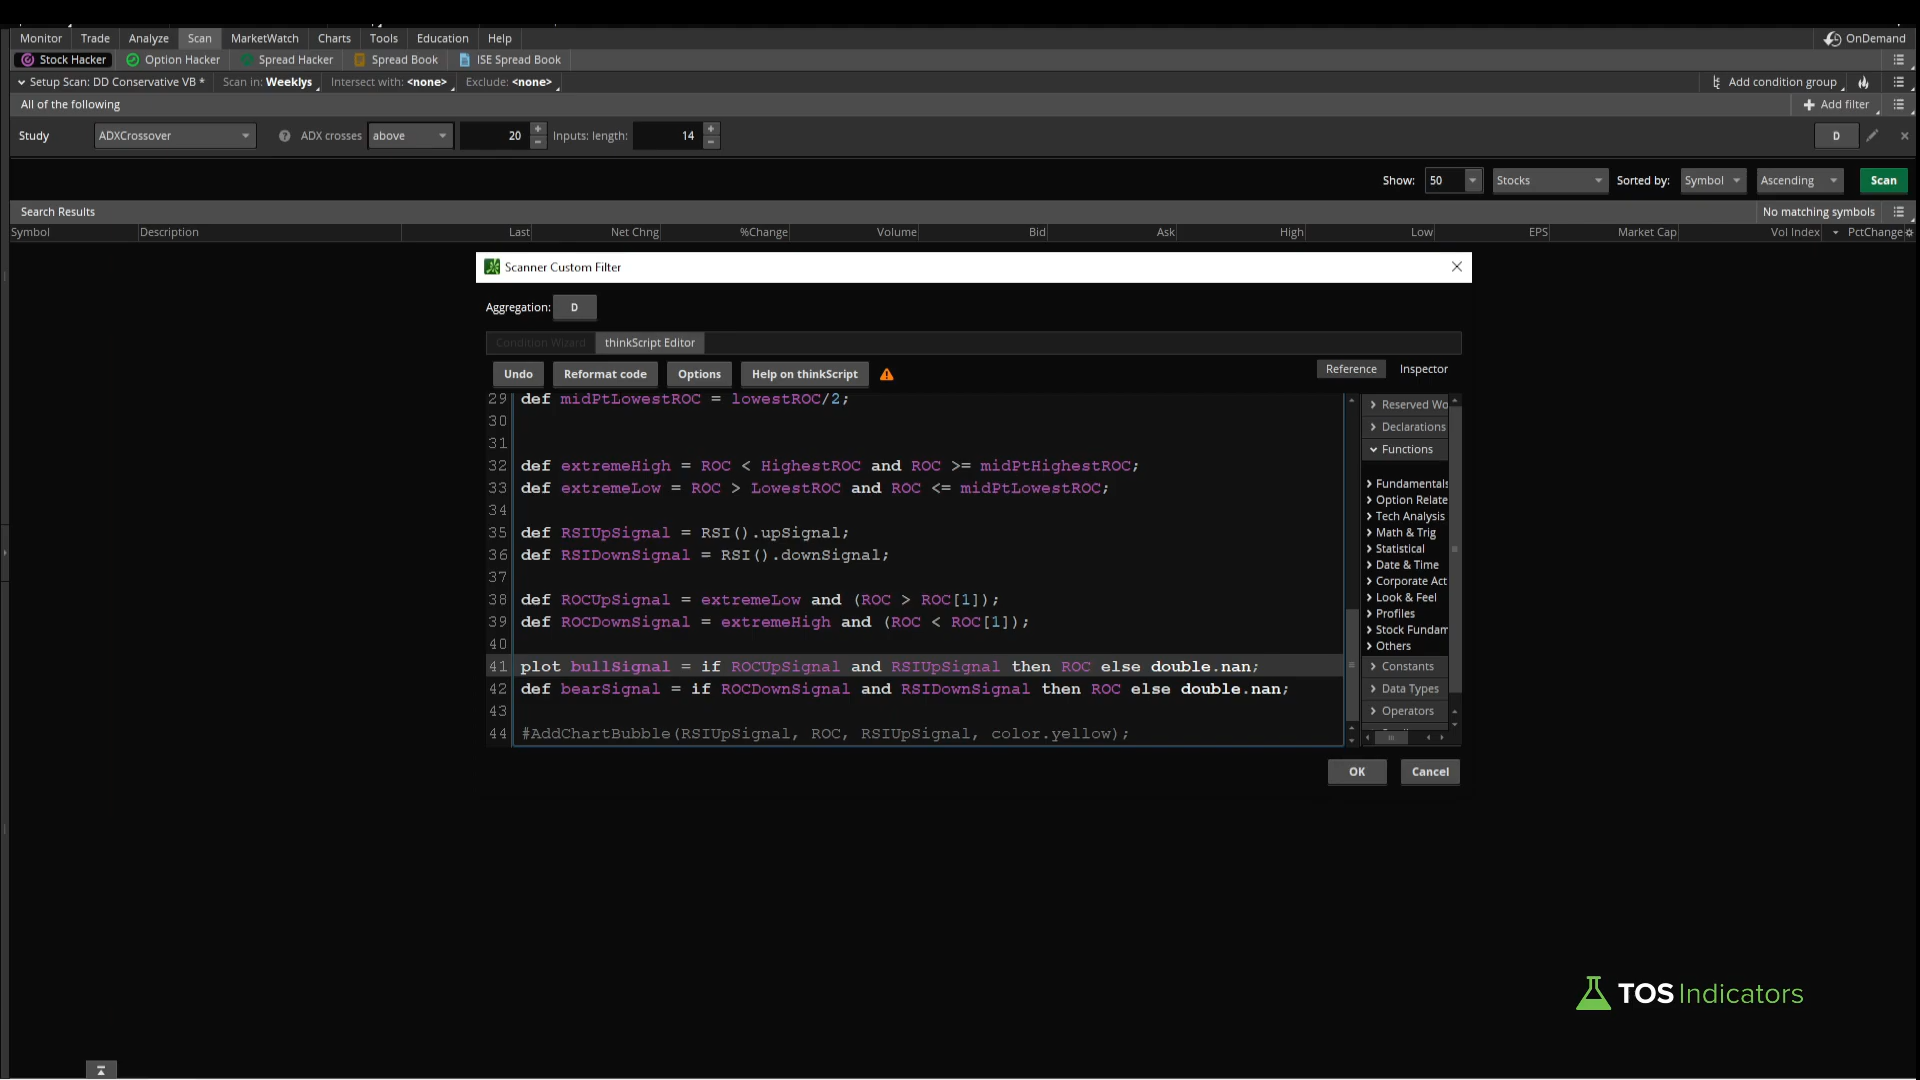 Monitor Trade Analyze Scan MarketWatch Charts Tools Education Help OnDemand
Stock Hacker Option Hacker Spread Hacker Spread Book ISE Spread Book
Setup Scan: DD Conservative VB * Scan in: Weeklys Intersect with: <none> Exclude: <none> Add condition group
All of the following Add filter
Study ADXCrossover ADX crosses above 20 Inputs: length: 14 D
Show: 50 Stocks Sorted by: Symbol Ascending Scan
Search Results No matching symbols
Symbol Description Last Net Chng %Change Volume Bid Ask High Low EPS Market Cap Vol Index PctChange
Scanner Custom Filter
Aggregation: D
Condition Wizard thinkScript Editor
Undo Reformat code Options Help on thinkScript Reference Inspector
29 def midPtLowestROC = lowestROC/2;
30
31
32 def extremeHigh = ROC < HighestROC and ROC >= midPtHighestROC;
33 def extremeLow = ROC > LowestROC and ROC <= midPtLowestROC;
34
35 def RSIUpSignal = RSI().upSignal;
36 def RSIDownSignal = RSI().downSignal;
37
38 def ROCUpSignal = extremeLow and (ROC > ROC[1]);
39 def ROCDownSignal = extremeHigh and (ROC < ROC[1]);
40
41 plot bullSignal = if ROCUpSignal and RSIUpSignal then ROC else double.nan;
42 def bearSignal = if ROCDownSignal and RSIDownSignal then ROC else double.nan;
43
44 #AddChartBubble(RSIUpSignal, ROC, RSIUpSignal, color.yellow);
Reserved Wo
Declarations
Functions
Fundamentals
Option Relate
Tech Analysis
Math & Trig
Statistical
Date & Time
Corporate Act
Look & Feel
Profiles
Stock Fundam
Others
Constants
Data Types
Operators
OK Cancel
TOS Indicators